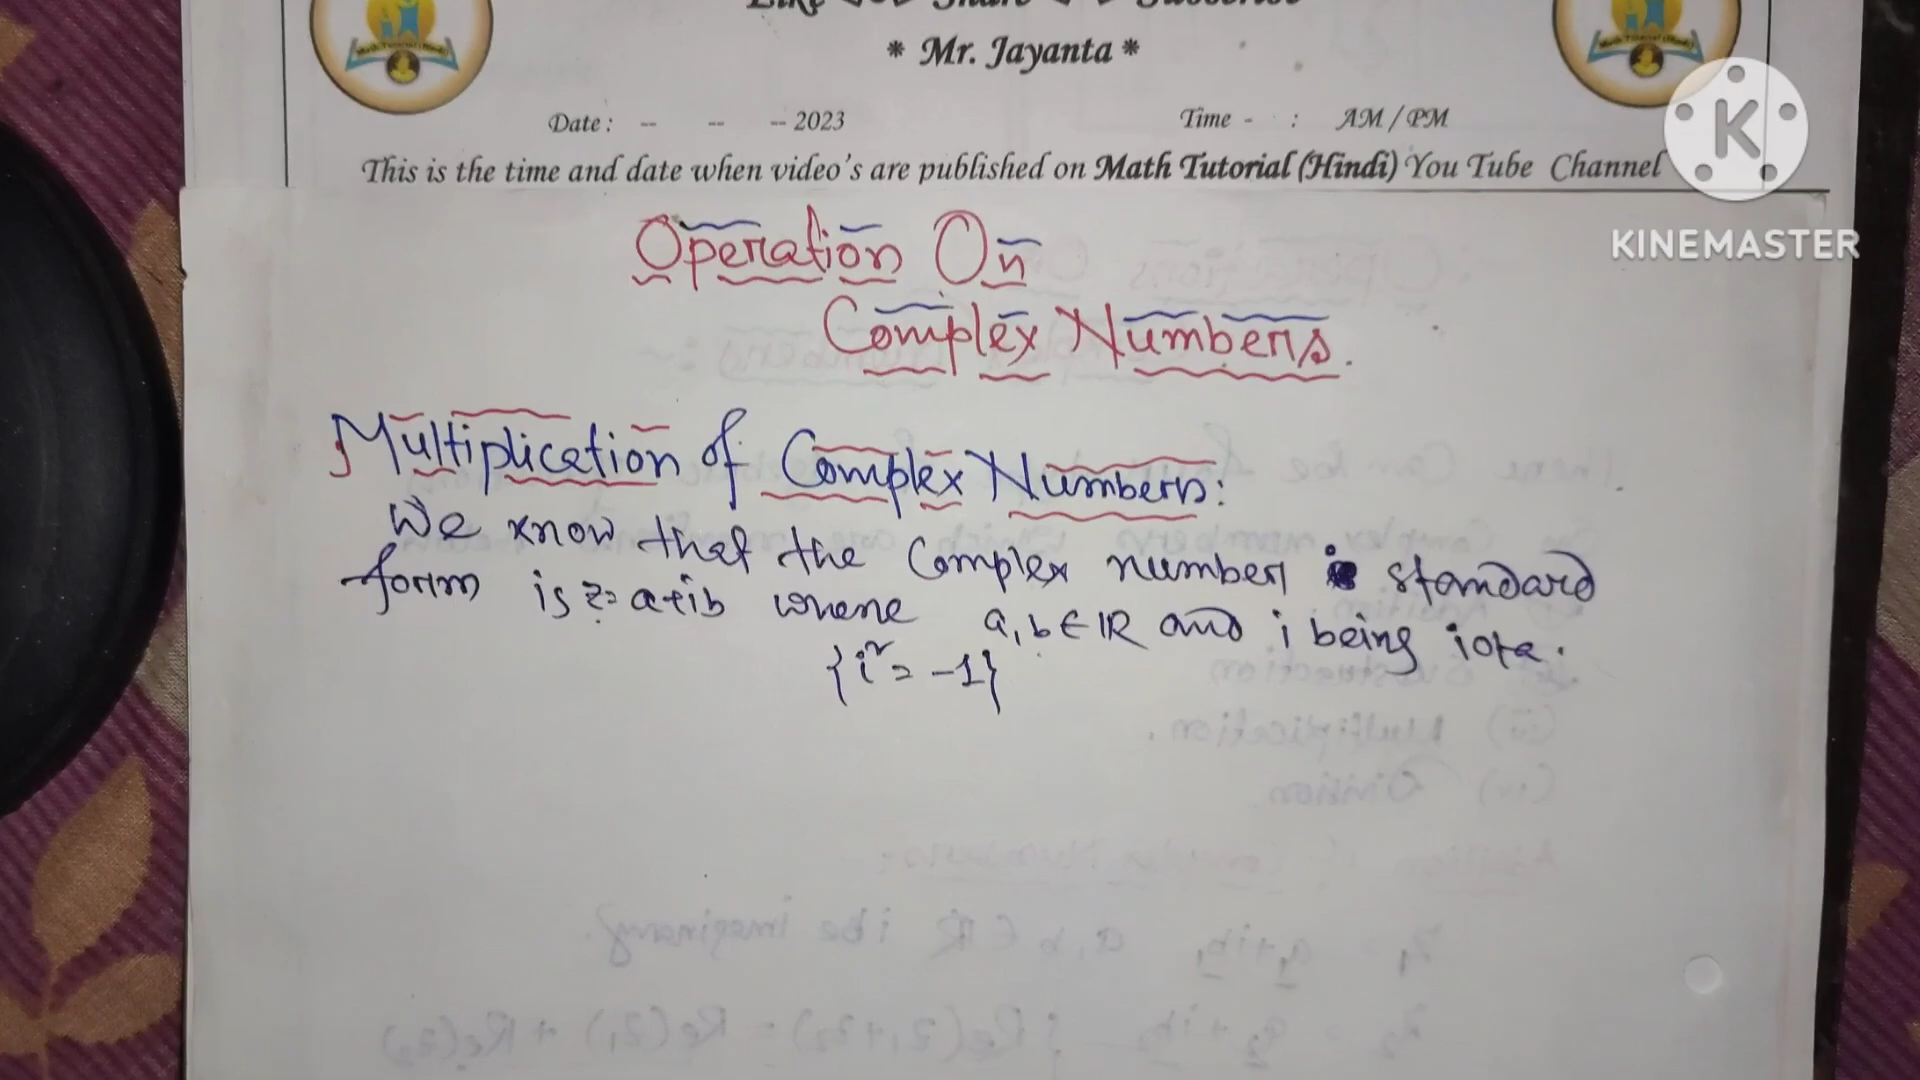 * Mr. Jayanta *
Date : -- -- -- 2023 Time - : AM / PM
This is the time and date when video's are published on Math Tutorial (Hindi) You Tube Channel
KINEMASTER
Operation On
Complex Numbers.
Multiplication of Complex Numbers:
We know that the Complex number standard
form is z = a+ib where a, b ∈ IR and i being iota.
{i² = -1}